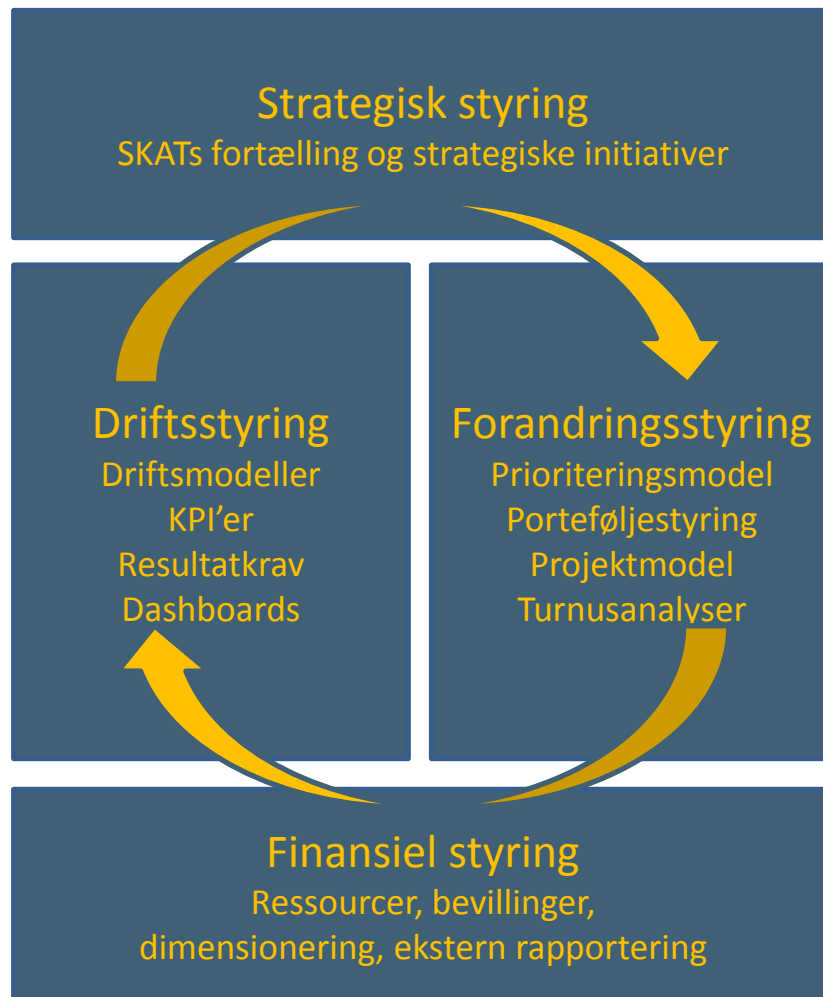 Strategisk styring
SKATs fortælling og strategiske initiativer
Driftsstyring
Driftsmodeller
KPI’er
Resultatkrav
Dashboards
Forandringsstyring
Prioriteringsmodel
Porteføljestyring
Projektmodel
Turnusanalyser
Finansiel styring
Ressourcer, bevillinger,
dimensionering, ekstern rapportering